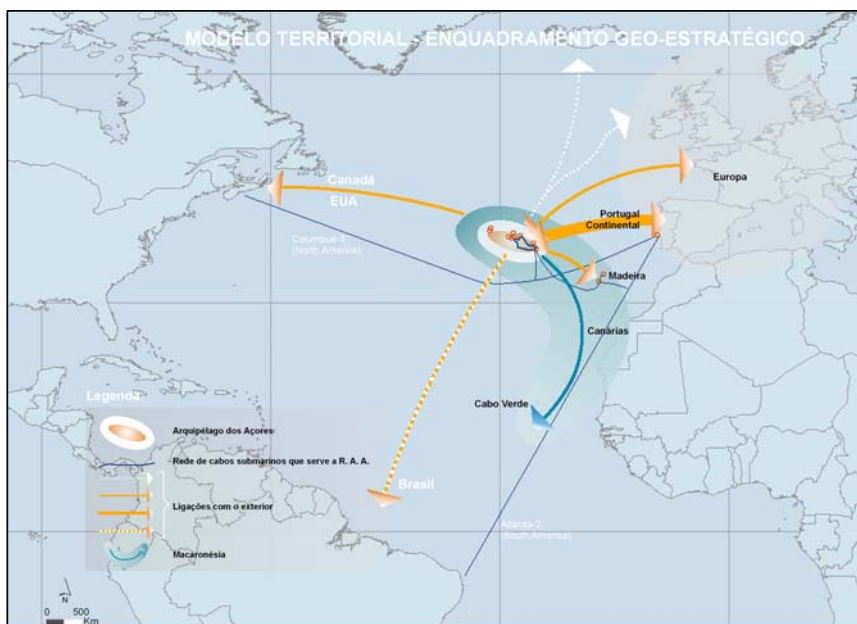 MODELO TERRITORIAL - ENQUADRAMENTO GEO-ESTRATÉGICO
Canadá
EUA
Europa
Portugal
Continental
Columbus-3
(North America)
Madeira
Canárias
Cabo Verde
Brasil
Atlantis-2
(South America)
Legenda
Arquipélago dos Açores
Rede de cabos submarinos que serve a R. A. A.
Ligações com o exterior
Macaronésia
N
0 500
Km